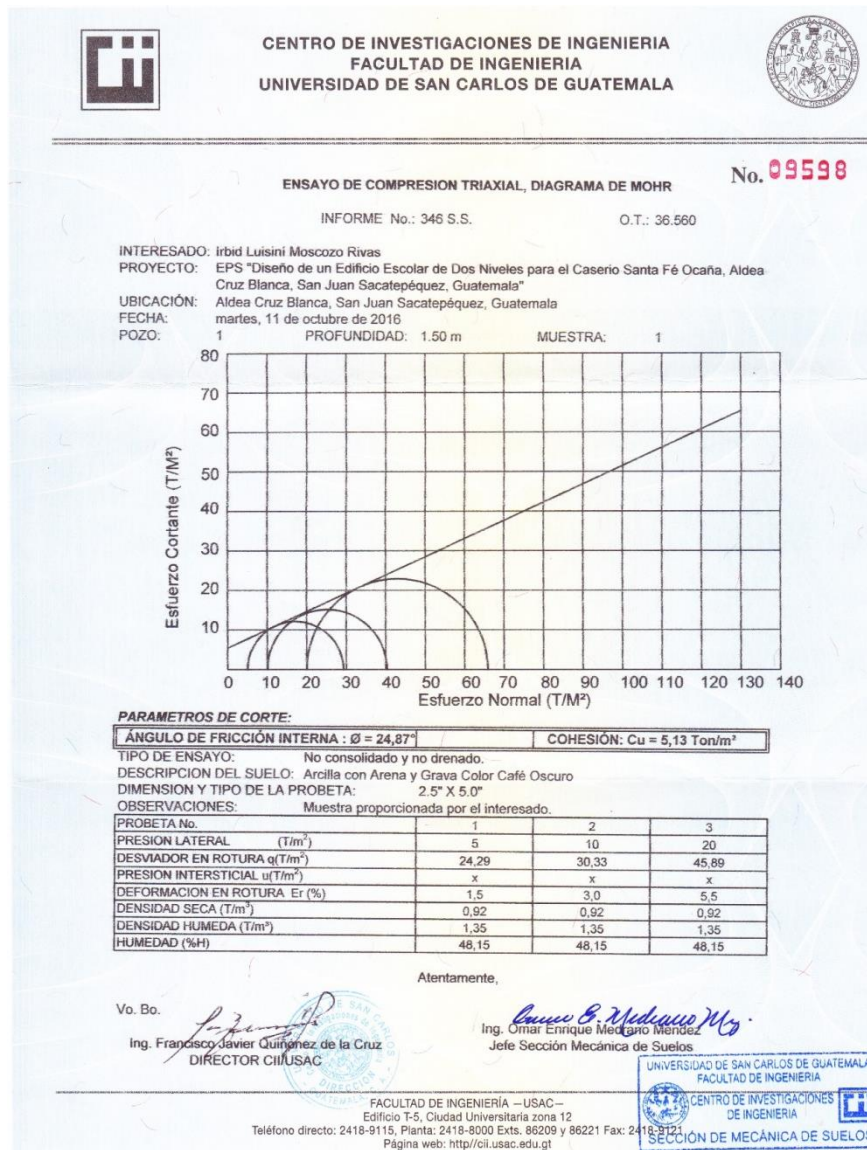 CENTRO DE INVESTIGACIONES DE INGENIERIA
FACULTAD DE INGENIERIA
UNIVERSIDAD DE SAN CARLOS DE GUATEMALA
No. 09598
ENSAYO DE COMPRESION TRIAXIAL, DIAGRAMA DE MOHR
INFORME No.: 346 S.S. O.T.: 36.560
INTERESADO: Irbid Luisini Moscozo Rivas
PROYECTO: EPS "Diseño de un Edificio Escolar de Dos Niveles para el Caserio Santa Fé Ocaña, Aldea
Cruz Blanca, San Juan Sacatepéquez, Guatemala"
UBICACIÓN: Aldea Cruz Blanca, San Juan Sacatepéquez, Guatemala
FECHA: martes, 11 de octubre de 2016
POZO: 1 PROFUNDIDAD: 1.50 m MUESTRA: 1
Esfuerzo Cortante (T/M²)
80
70
60
50
40
30
20
10
0 10 20 30 40 50 60 70 80 90 100 110 120 130 140
Esfuerzo Normal (T/M²)
PARAMETROS DE CORTE:
ÁNGULO DE FRICCIÓN INTERNA : Ø = 24,87° COHESIÓN: Cu = 5,13 Ton/m²
TIPO DE ENSAYO: No consolidado y no drenado.
DESCRIPCION DEL SUELO: Arcilla con Arena y Grava Color Café Oscuro
DIMENSION Y TIPO DE LA PROBETA: 2.5" X 5.0"
OBSERVACIONES: Muestra proporcionada por el interesado.
PROBETA No. 1 2 3
PRESION LATERAL (T/m²) 5 10 20
DESVIADOR EN ROTURA q(T/m²) 24,29 30,33 45,89
PRESION INTERSTICIAL u(T/m²) x x x
DEFORMACION EN ROTURA Er (%) 1,5 3,0 5,5
DENSIDAD SECA (T/m³) 0,92 0,92 0,92
DENSIDAD HUMEDA (T/m³) 1,35 1,35 1,35
HUMEDAD (%H) 48,15 48,15 48,15
Atentamente,
Vo. Bo.
Ing. Francisco Javier Quiñonez de la Cruz
DIRECTOR CII/USAC
Ing. Omar Enrique Medrano Mendez
Jefe Sección Mecánica de Suelos
DIRECCION
UNIVERSIDAD DE SAN CARLOS DE GUATEMALA
FACULTAD DE INGENIERIA
CENTRO DE INVESTIGACIONES
DE INGENIERIA
SECCIÓN DE MECÁNICA DE SUELOS
FACULTAD DE INGENIERÍA —USAC—
Edificio T-5, Ciudad Universitaria zona 12
Teléfono directo: 2418-9115, Planta: 2418-8000 Exts. 86209 y 86221 Fax: 2418-9121
Página web: http//cii.usac.edu.gt